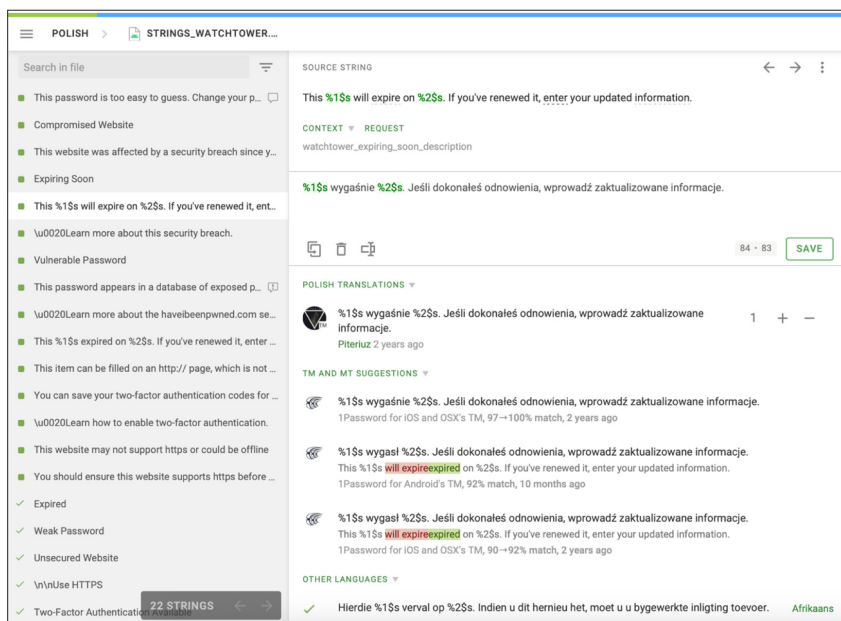 POLISH > STRINGS_WATCHTOWER....
Search in file
This password is too easy to guess. Change your p...
Compromised Website
This website was affected by a security breach since y...
Expiring Soon
This %1$s will expire on %2$s. If you've renewed it, ent...
\u0020Learn more about this security breach.
Vulnerable Password
This password appears in a database of exposed p...
\u0020Learn more about the haveibeenpwned.com se...
This %1$s expired on %2$s. If you've renewed it, enter ...
This item can be filled on an http:// page, which is not ...
You can save your two-factor authentication codes for ...
\u0020Learn how to enable two-factor authentication.
This website may not support https or could be offline
You should ensure this website supports https before ...
Expired
Weak Password
Unsecured Website
\n\nUse HTTPS
Two-Factor Authentication Available
22 STRINGS
SOURCE STRING
This %1$s will expire on %2$s. If you've renewed it, enter your updated information.
CONTEXT REQUEST
watchtower_expiring_soon_description
%1$s wygaśnie %2$s. Jeśli dokonałeś odnowienia, wprowadź zaktualizowane informacje.
84 • 83 SAVE
POLISH TRANSLATIONS
%1$s wygaśnie %2$s. Jeśli dokonałeś odnowienia, wprowadź zaktualizowane
informacje.
1 + −
Piteriuz 2 years ago
TM AND MT SUGGESTIONS
%1$s wygaśnie %2$s. Jeśli dokonałeś odnowienia, wprowadź zaktualizowane informacje.
1Password for iOS and OSX's TM, 97→100% match, 2 years ago
%1$s wygasł %2$s. Jeśli dokonałeś odnowienia, wprowadź zaktualizowane informacje.
This %1$s will expireexpired on %2$s. If you've renewed it, enter your updated information.
1Password for Android's TM, 92% match, 10 months ago
%1$s wygasł %2$s. Jeśli dokonałeś odnowienia, wprowadź zaktualizowane informacje.
This %1$s will expireexpired on %2$s. If you've renewed it, enter your updated information.
1Password for iOS and OSX's TM, 90→92% match, 2 years ago
OTHER LANGUAGES
Hierdie %1$s verval op %2$s. Indien u dit hernieu het, moet u u bygewerkte inligting toevoer. Afrikaans